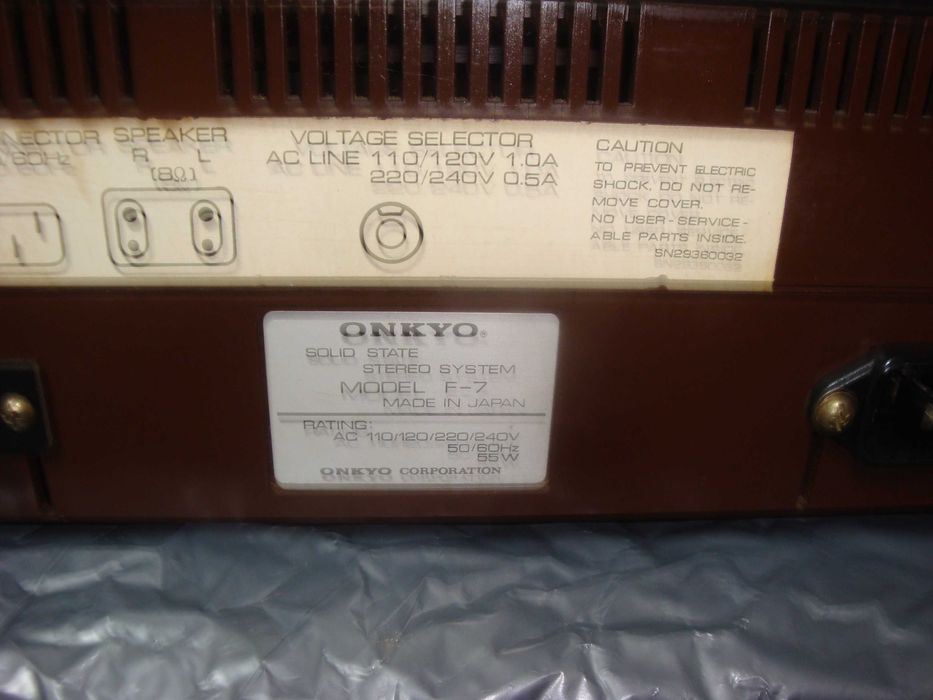 SPEAKER
R L
(8Ω)
VOLTAGE SELECTOR
AC LINE 110/120V 1.0A
220/240V 0.5A
CAUTION
TO PREVENT ELECTRIC
SHOCK, DO NOT RE-
MOVE COVER.
NO USER-SERVICE-
ABLE PARTS INSIDE.
SN29360032
ONKYO®
SOLID STATE
STEREO SYSTEM
MODEL F-7
MADE IN JAPAN
RATING:
AC 110/120/220/240V
50/60Hz
55W
ONKYO CORPORATION